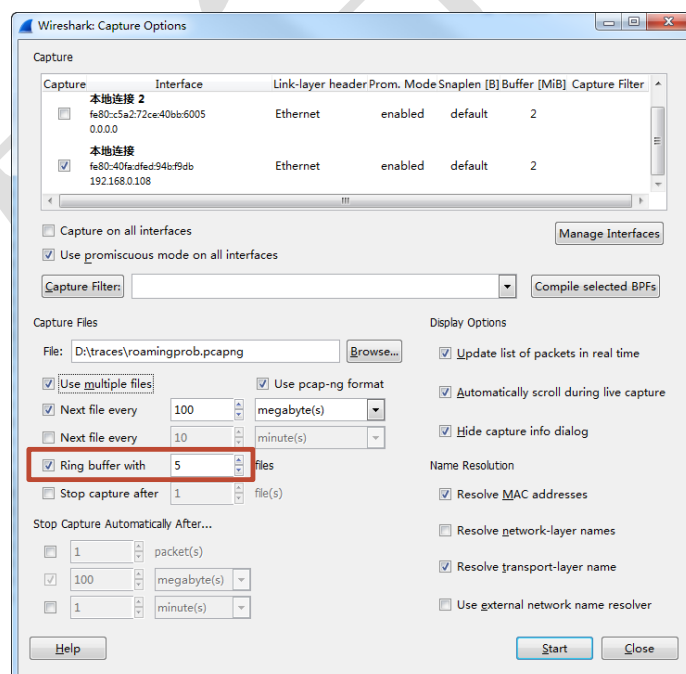 Wireshark: Capture Options
Capture
Capture Interface Link-layer header Prom. Mode Snaplen [B] Buffer [MiB] Capture Filter
本地连接 2
fe80::c5a2:72ce:40bb:6005 Ethernet enabled default 2
0.0.0.0
本地连接
fe80::40fa:dfed:94b:f9db Ethernet enabled default 2
192.168.0.108
Capture on all interfaces
Manage Interfaces
Use promiscuous mode on all interfaces
Capture Filter: Compile selected BPFs
Capture Files
File: D:\traces\roamingprob.pcapng Browse...
Use multiple files Use pcap-ng format
Next file every 100 megabyte(s)
Next file every 10 minute(s)
Ring buffer with 5 files
Stop capture after 1 file(s)
Stop Capture Automatically After...
1 packet(s)
100 megabyte(s)
1 minute(s)
Display Options
Update list of packets in real time
Automatically scroll during live capture
Hide capture info dialog
Name Resolution
Resolve MAC addresses
Resolve network-layer names
Resolve transport-layer name
Use external network name resolver
Help Start Close